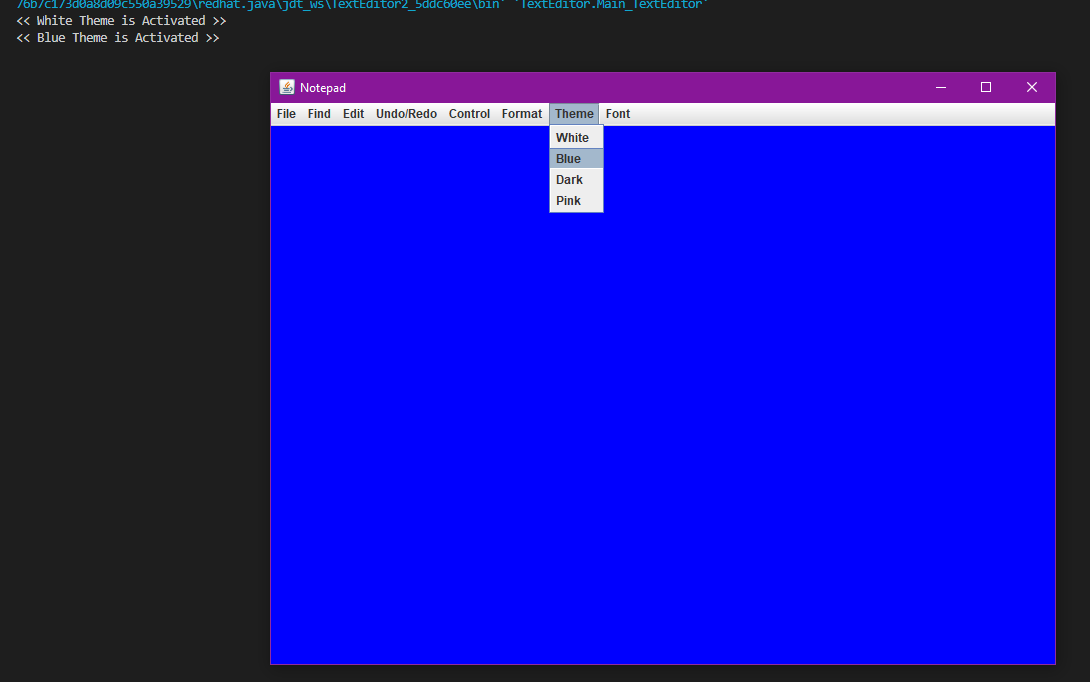 76b7c173d0a8d09c550a39529\redhat.java\jdt_ws\TextEditor2_5ddc60ee\bin' 'TextEditor.Main_TextEditor'
<< White Theme is Activated >>
<< Blue Theme is Activated >>
Notepad
File Find Edit Undo/Redo Control Format Theme Font
White
Blue
Dark
Pink